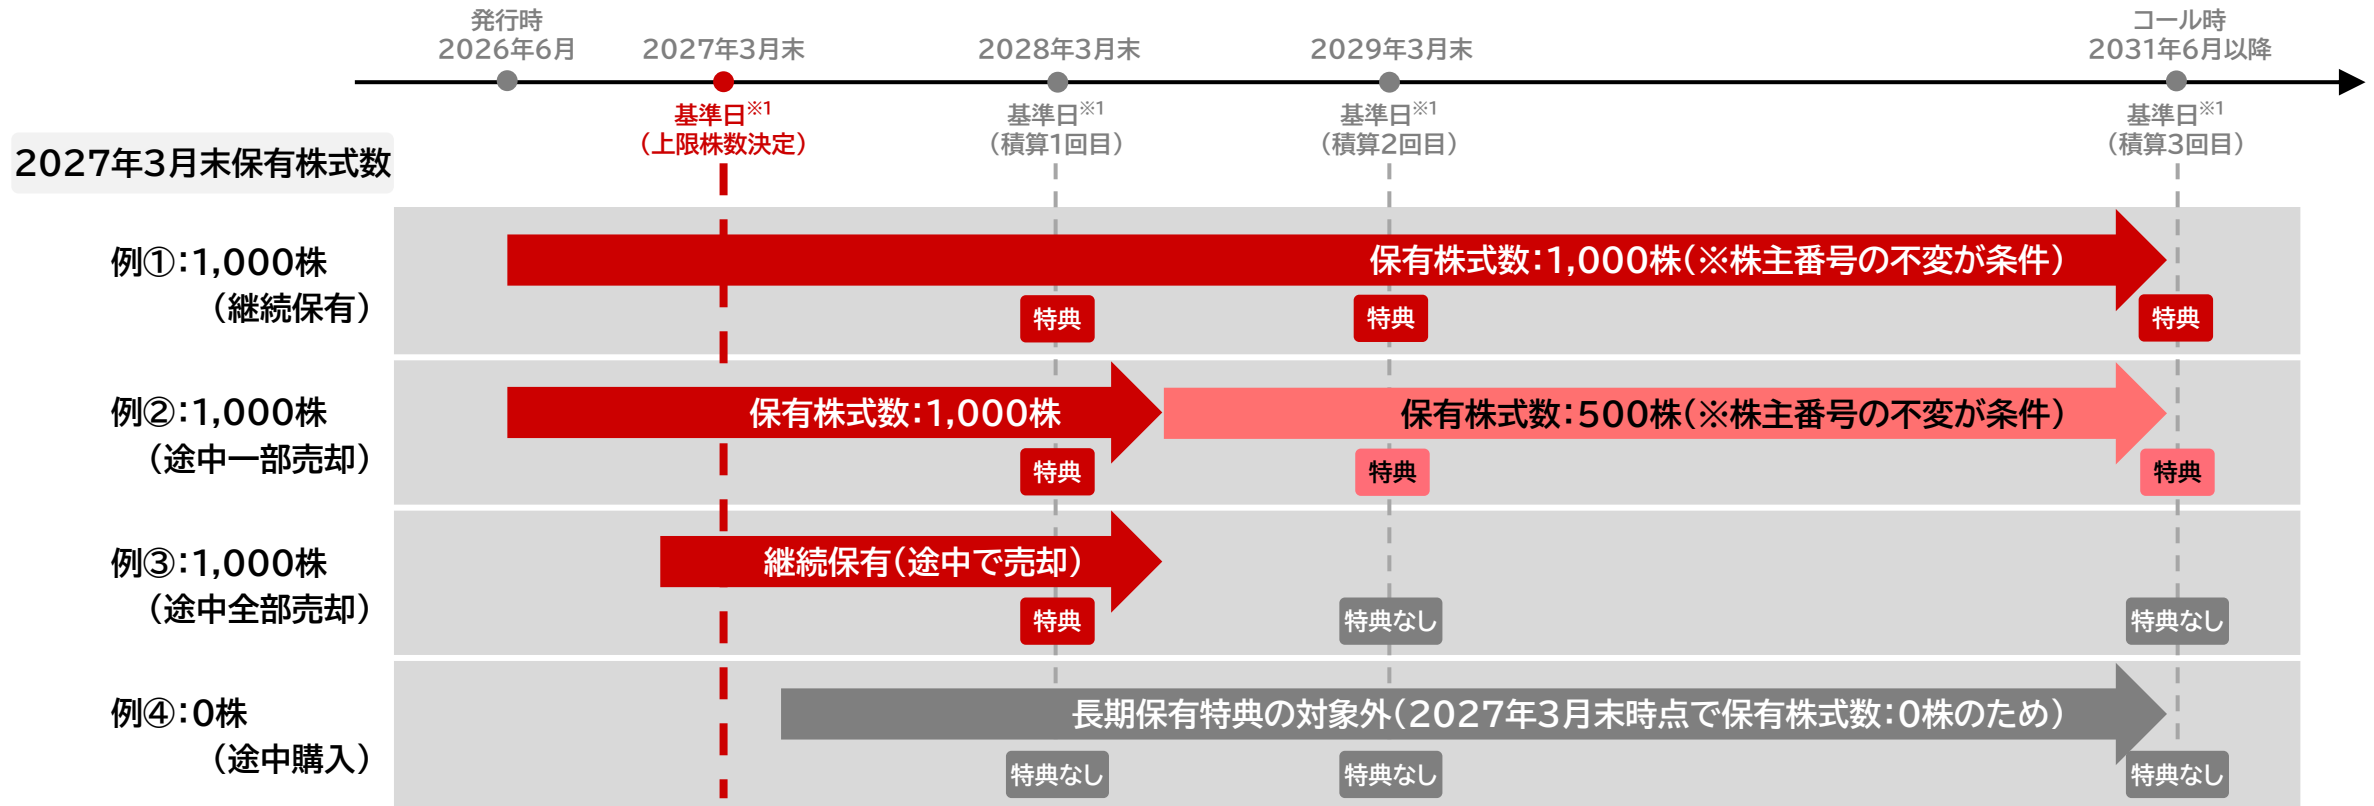 発行時
2026年6月
2027年3月末
2028年3月末
2029年3月末
コール時
2031年6月以降
基準日※1
(上限株数決定)
基準日※1
(積算1回目)
基準日※1
(積算2回目)
基準日※1
(積算3回目)
2027年3月末保有株式数
例①:1,000株
(継続保有)
保有株式数:1,000株(※株主番号の不変が条件)
特典
特典
特典
例②:1,000株
(途中一部売却)
保有株式数:1,000株
保有株式数:500株(※株主番号の不変が条件)
特典
特典
特典
例③:1,000株
(途中全部売却)
継続保有(途中で売却)
特典
特典なし
特典なし
例④:0株
(途中購入)
長期保有特典の対象外(2027年3月末時点で保有株式数:0株のため)
特典なし
特典なし
特典なし